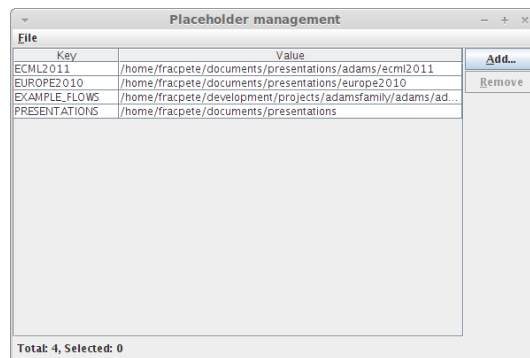 Placeholder management
File
Key Value
ECML2011 /home/fracpete/documents/presentations/adams/ecml2011
EUROPE2010 /home/fracpete/documents/presentations/europe2010
EXAMPLE_FLOWS /home/fracpete/development/projects/adamsfamily/adams/ad...
PRESENTATIONS /home/fracpete/documents/presentations
Add...
Remove
Total: 4, Selected: 0